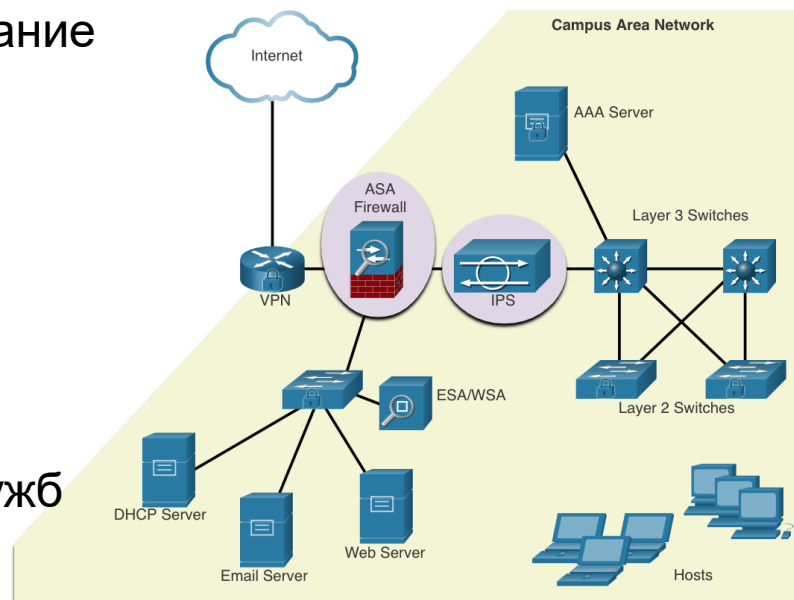 ание
Campus Area Network
Internet
AAA Server
ASA
Firewall
Layer 3 Switches
VPN
IPS
ESA/WSA
Layer 2 Switches
ужб
DHCP Server
Web Server
Email Server
Hosts